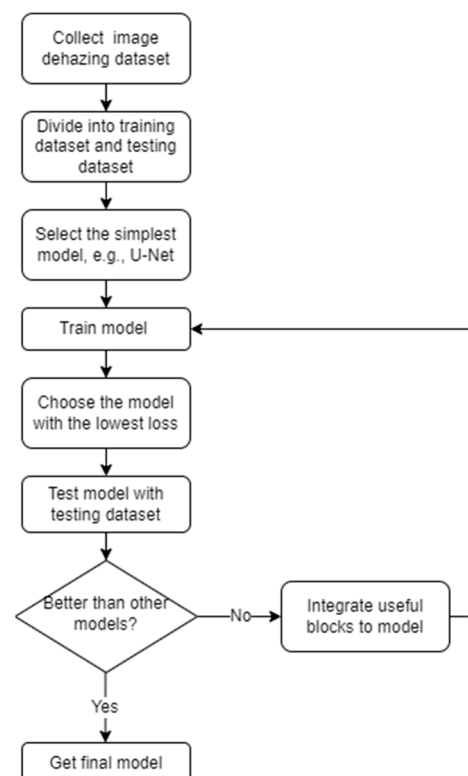 Collect image
dehazing dataset
Divide into training
dataset and testing
dataset
Select the simplest
model, e.g., U-Net
Train model
Choose the model
with the lowest loss
Test model with
testing dataset
Better than other
models?
No
Integrate useful
blocks to model
Yes
Get final model